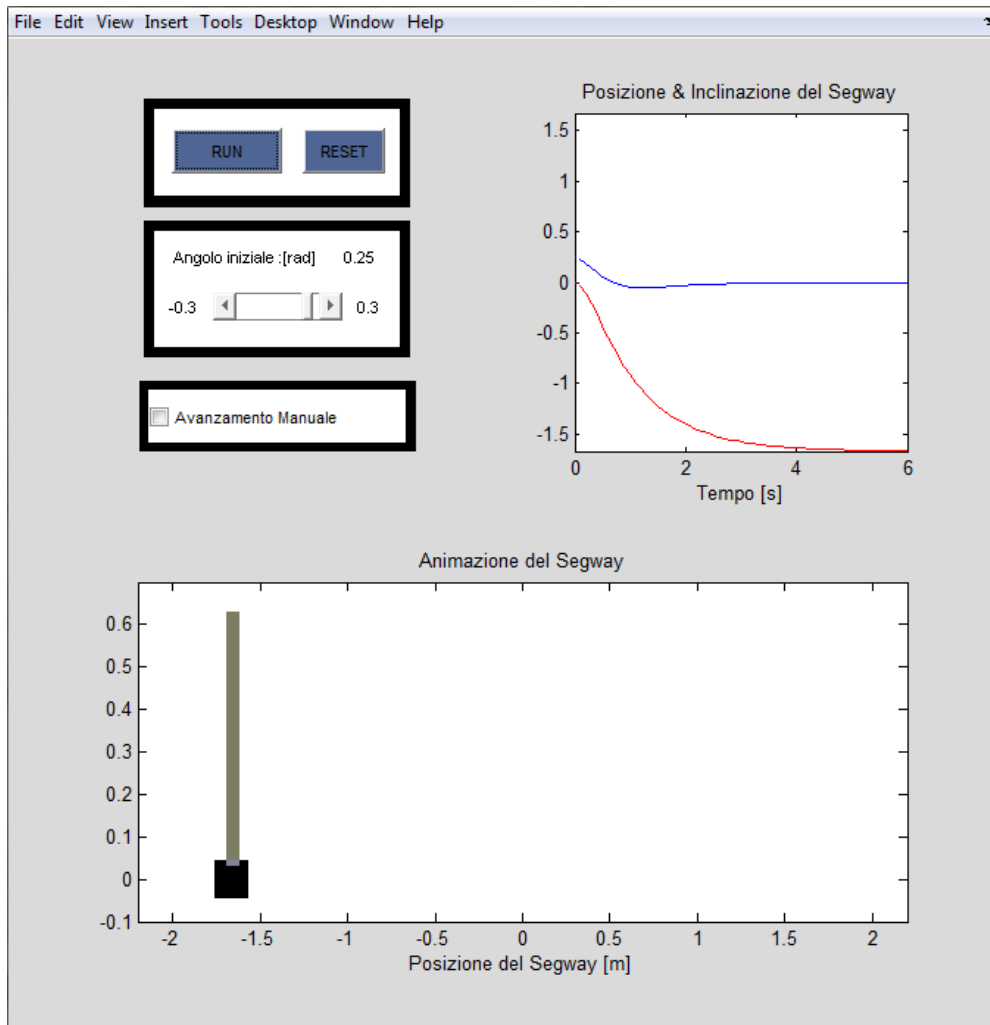 File Edit View Insert Tools Desktop Window Help
RUN RESET
Angolo iniziale :[rad] 0.25
-0.3 0.3
Avanzamento Manuale
Posizione & Inclinazione del Segway
1.5
1
0.5
0
-0.5
-1
-1.5
0 2 4 6
Tempo [s]
Animazione del Segway
0.6
0.5
0.4
0.3
0.2
0.1
0
-0.1
-2 -1.5 -1 -0.5 0 0.5 1 1.5 2
Posizione del Segway [m]